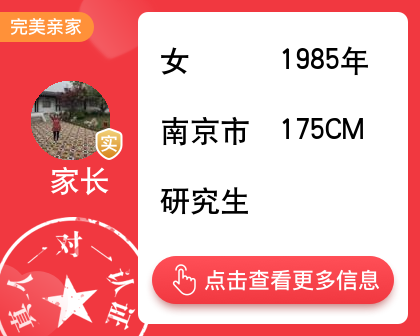 完美亲家
女 1985年
南京市 175CM
实
家长
研究生
真人一对一认证
点击查看更多信息